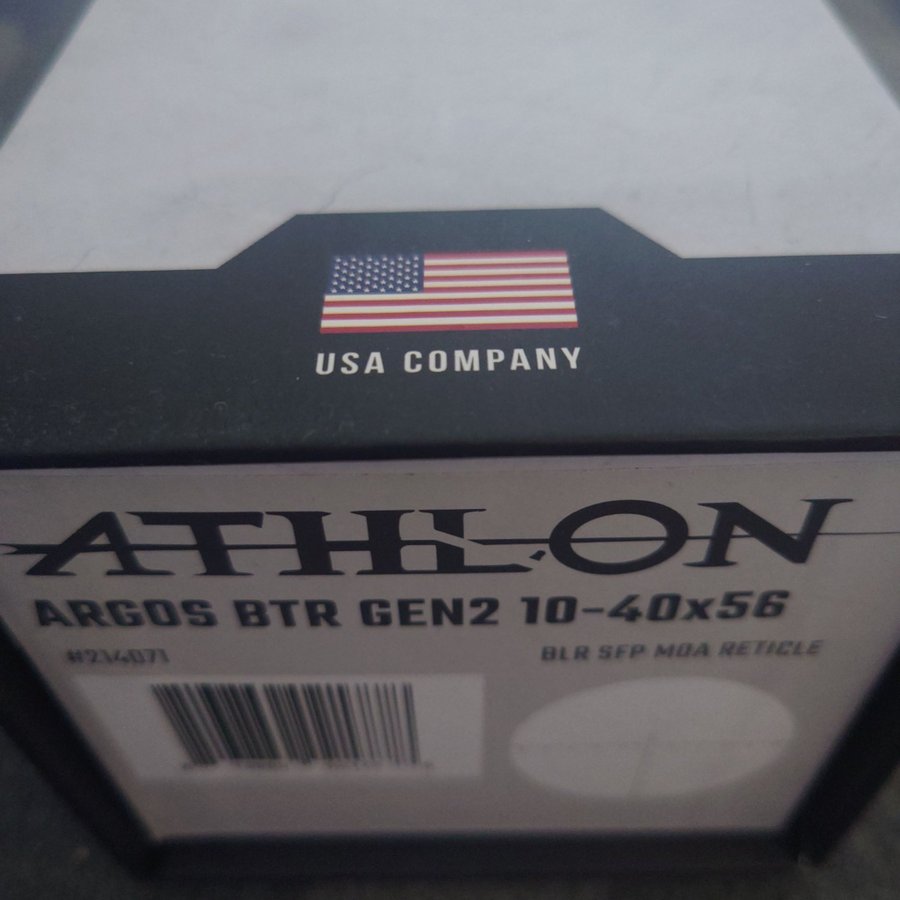 USA COMPANY
ATHLON
ARGOS BTR GEN2 10-40x56
#214071
BLR SFP MOA RETICLE